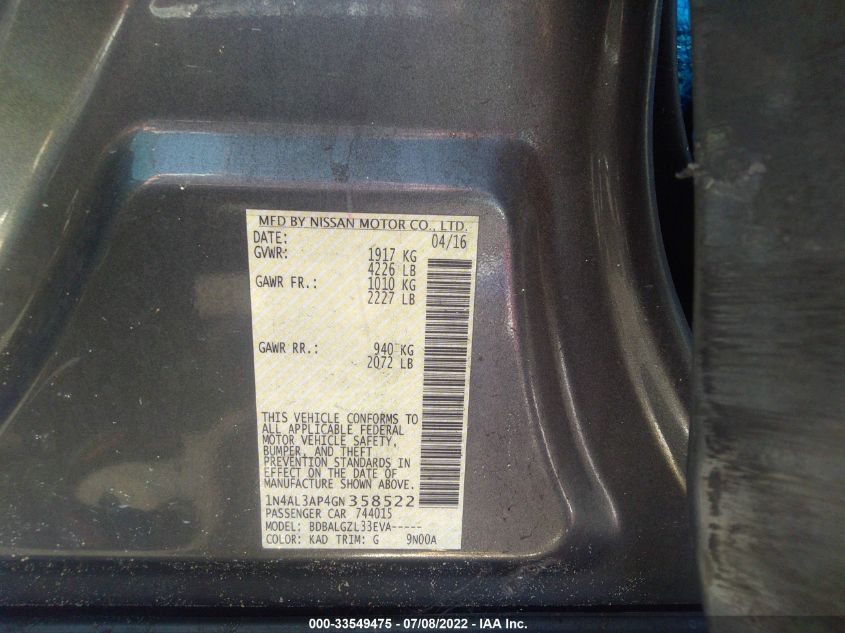 MFD BY NISSAN MOTOR CO., LTD.
DATE: 04/16
GVWR: 1917 KG
4226 LB
GAWR FR.: 1010 KG
2227 LB
GAWR RR.: 940 KG
2072 LB
THIS VEHICLE CONFORMS TO
ALL APPLICABLE FEDERAL
MOTOR VEHICLE SAFETY,
BUMPER, AND THEFT
PREVENTION STANDARDS IN
EFFECT ON THE DATE OF
MANUFACTURE SHOWN ABOVE.
1N4AL3AP4GN358522
PASSENGER CAR 744015
MODEL: BDBALGZL33EVA-----
COLOR: KAD TRIM: G 9N00A
000-33549475 - 07/08/2022 - IAA Inc.